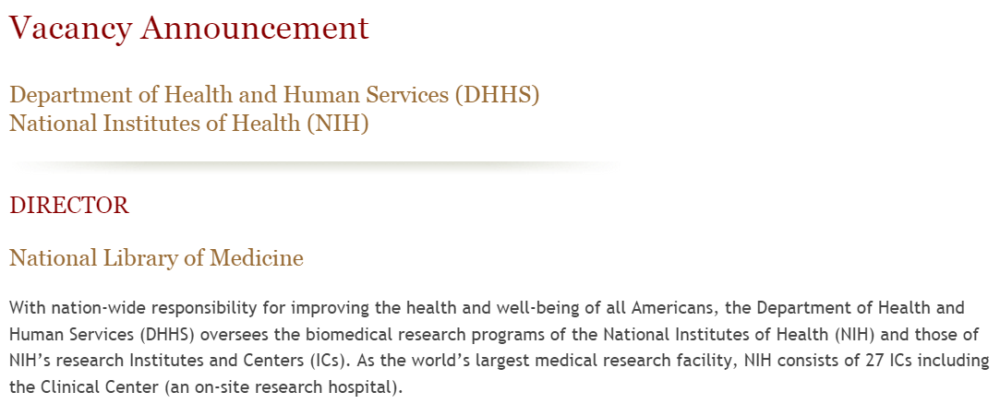 Vacancy Announcement
Department of Health and Human Services (DHHS)
National Institutes of Health (NIH)
DIRECTOR
National Library of Medicine
With nation-wide responsibility for improving the health and well-being of all Americans, the Department of Health and
Human Services (DHHS) oversees the biomedical research programs of the National Institutes of Health (NIH) and those of
NIH’s research Institutes and Centers (ICs). As the world’s largest medical research facility, NIH consists of 27 ICs including
the Clinical Center (an on-site research hospital).